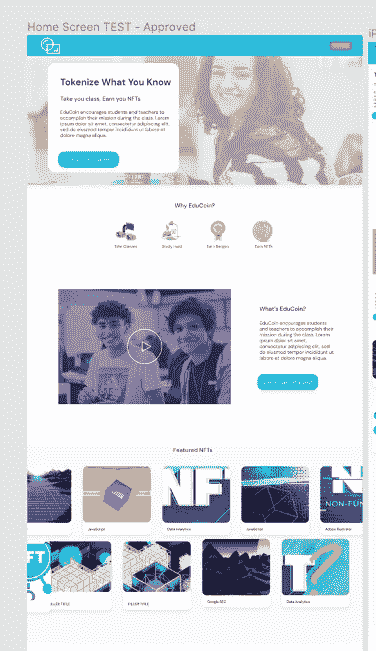 Home Screen TEST - Approved
Tokenize What You Know
Take you class, Earn you NFTs
EduCoin encourages students and teachers to
accomplish their mission during the class. Lorem
ipsum dolor sit amet, consectetur adipiscing elit,
sed do eiusmod tempor incididunt ut labore et
dolore magna aliqua.
Why EduCoin?
Take Classes
Study Hard
Earn Badges
Earn NFTs
What's EduCoin?
EduCoin encourages students
and teachers to accomplish their
mission during the class. Lorem
ipsum dolor sit amet,
consectetur adipiscing elit, sed
do eiusmod tempor incididunt ut
labore et dolore magna aliqua.
Featured NFTs
NF
N
NON-FUN
JavaScript
Data Analytics
JavaScript
Adobe Illustrator
FT
T?
Google SEO
Data Analytics